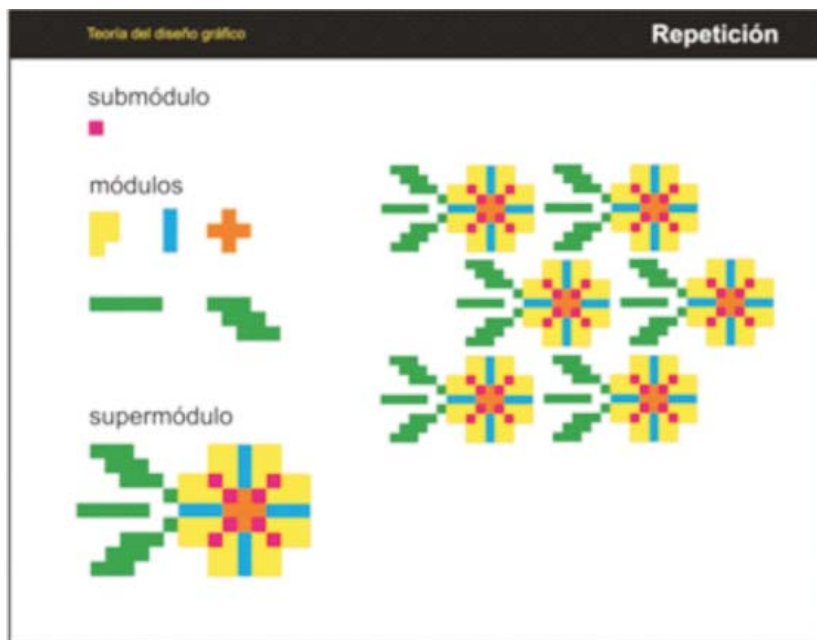 Teoría del diseño gráfico
Repetición
submódulo
módulos
supermódulo